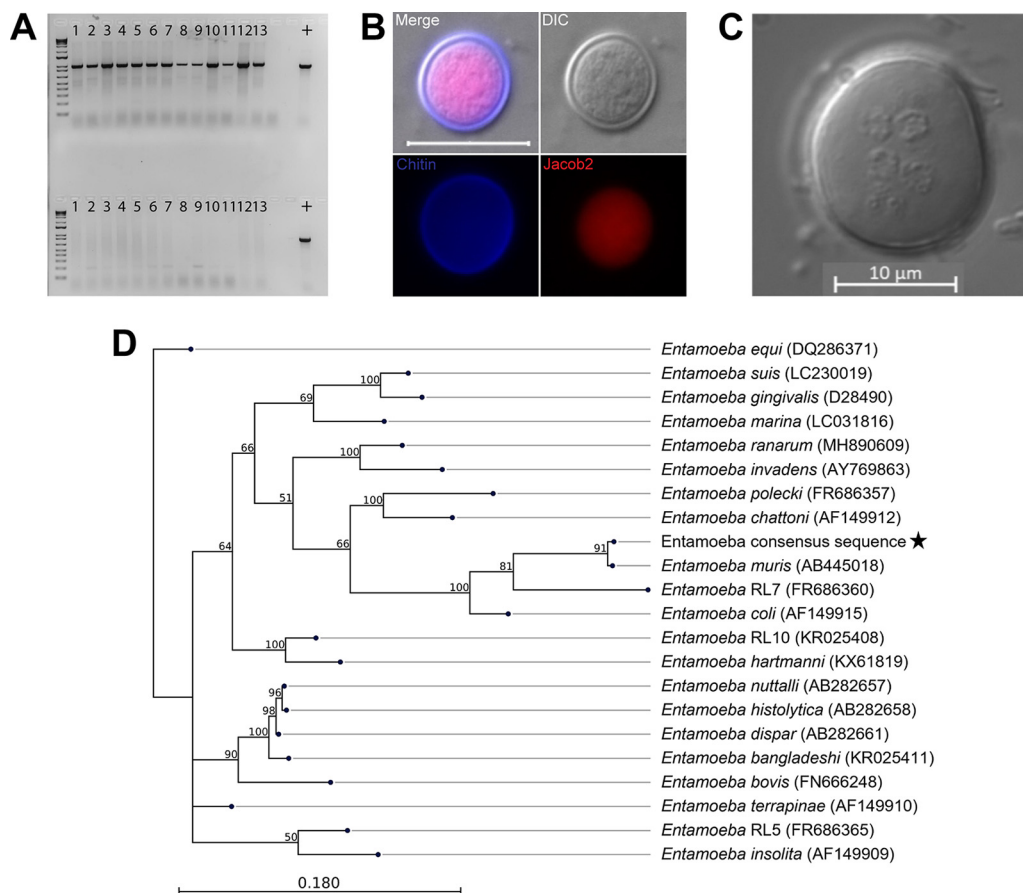 A
1 2 3 4 5 6 7 8 9 10 11 12 13 +
1 2 3 4 5 6 7 8 9 10 11 12 13 +
B
Merge
DIC
Chitin
Jacob2
C
10 µm
D
Entamoeba equi (DQ286371)
Entamoeba suis (LC230019)
Entamoeba gingivalis (D28490)
Entamoeba marina (LC031816)
Entamoeba ranarum (MH890609)
Entamoeba invadens (AY769863)
Entamoeba polecki (FR686357)
Entamoeba chattoni (AF149912)
Entamoeba consensus sequence ★
Entamoeba muris (AB445018)
Entamoeba RL7 (FR686360)
Entamoeba coli (AF149915)
Entamoeba RL10 (KR025408)
Entamoeba hartmanni (KX61819)
Entamoeba nuttalli (AB282657)
Entamoeba histolytica (AB282658)
Entamoeba dispar (AB282661)
Entamoeba bangladeshi (KR025411)
Entamoeba bovis (FN666248)
Entamoeba terrapinae (AF149910)
Entamoeba RL5 (FR686365)
Entamoeba insolita (AF149909)
100
69
66
100
51
100
66
91
81
100
64
100
96
98
100
90
50
0.180